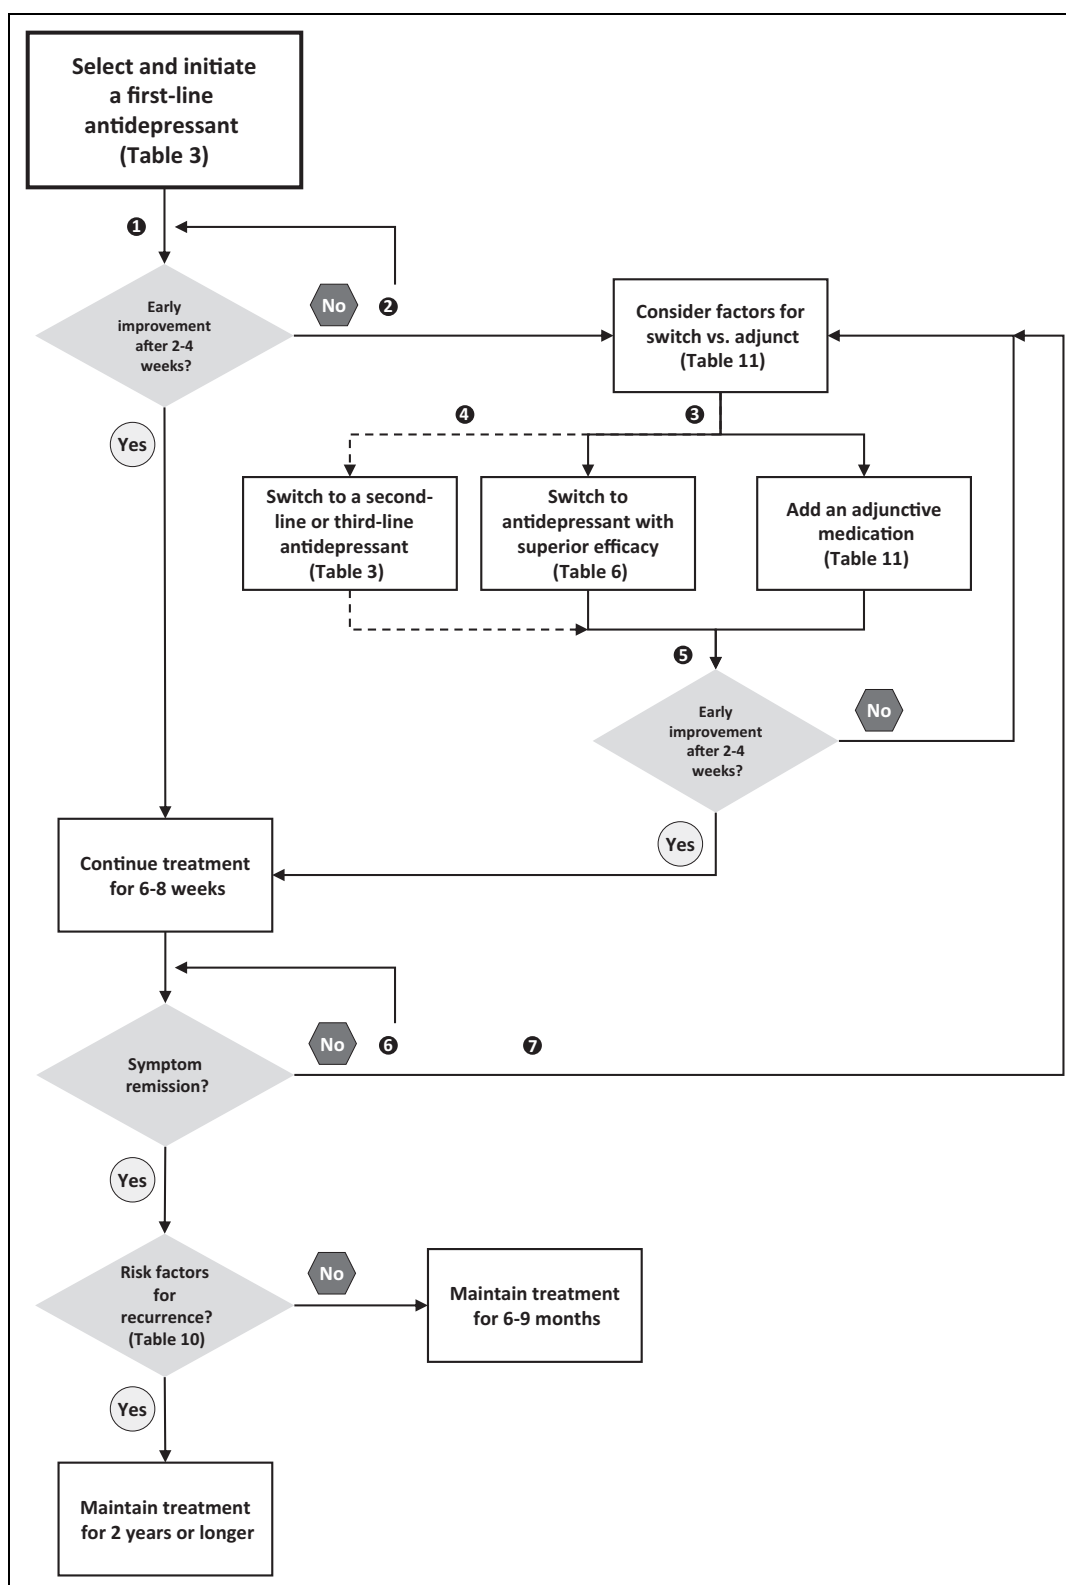 Select and initiate
a first-line
antidepressant
(Table 3)
❶
Early
improvement
after 2-4
weeks?
No
❷
Consider factors for
switch vs. adjunct
(Table 11)
Yes
❹
❸
Switch to a second-
line or third-line
antidepressant
(Table 3)
Switch to
antidepressant with
superior efficacy
(Table 6)
Add an adjunctive
medication
(Table 11)
❺
Early
improvement
after 2-4
weeks?
No
Yes
Continue treatment
for 6-8 weeks
Symptom
remission?
No
❻
❼
Yes
Risk factors
for
recurrence?
(Table 10)
No
Maintain treatment
for 6-9 months
Yes
Maintain treatment
for 2 years or longer